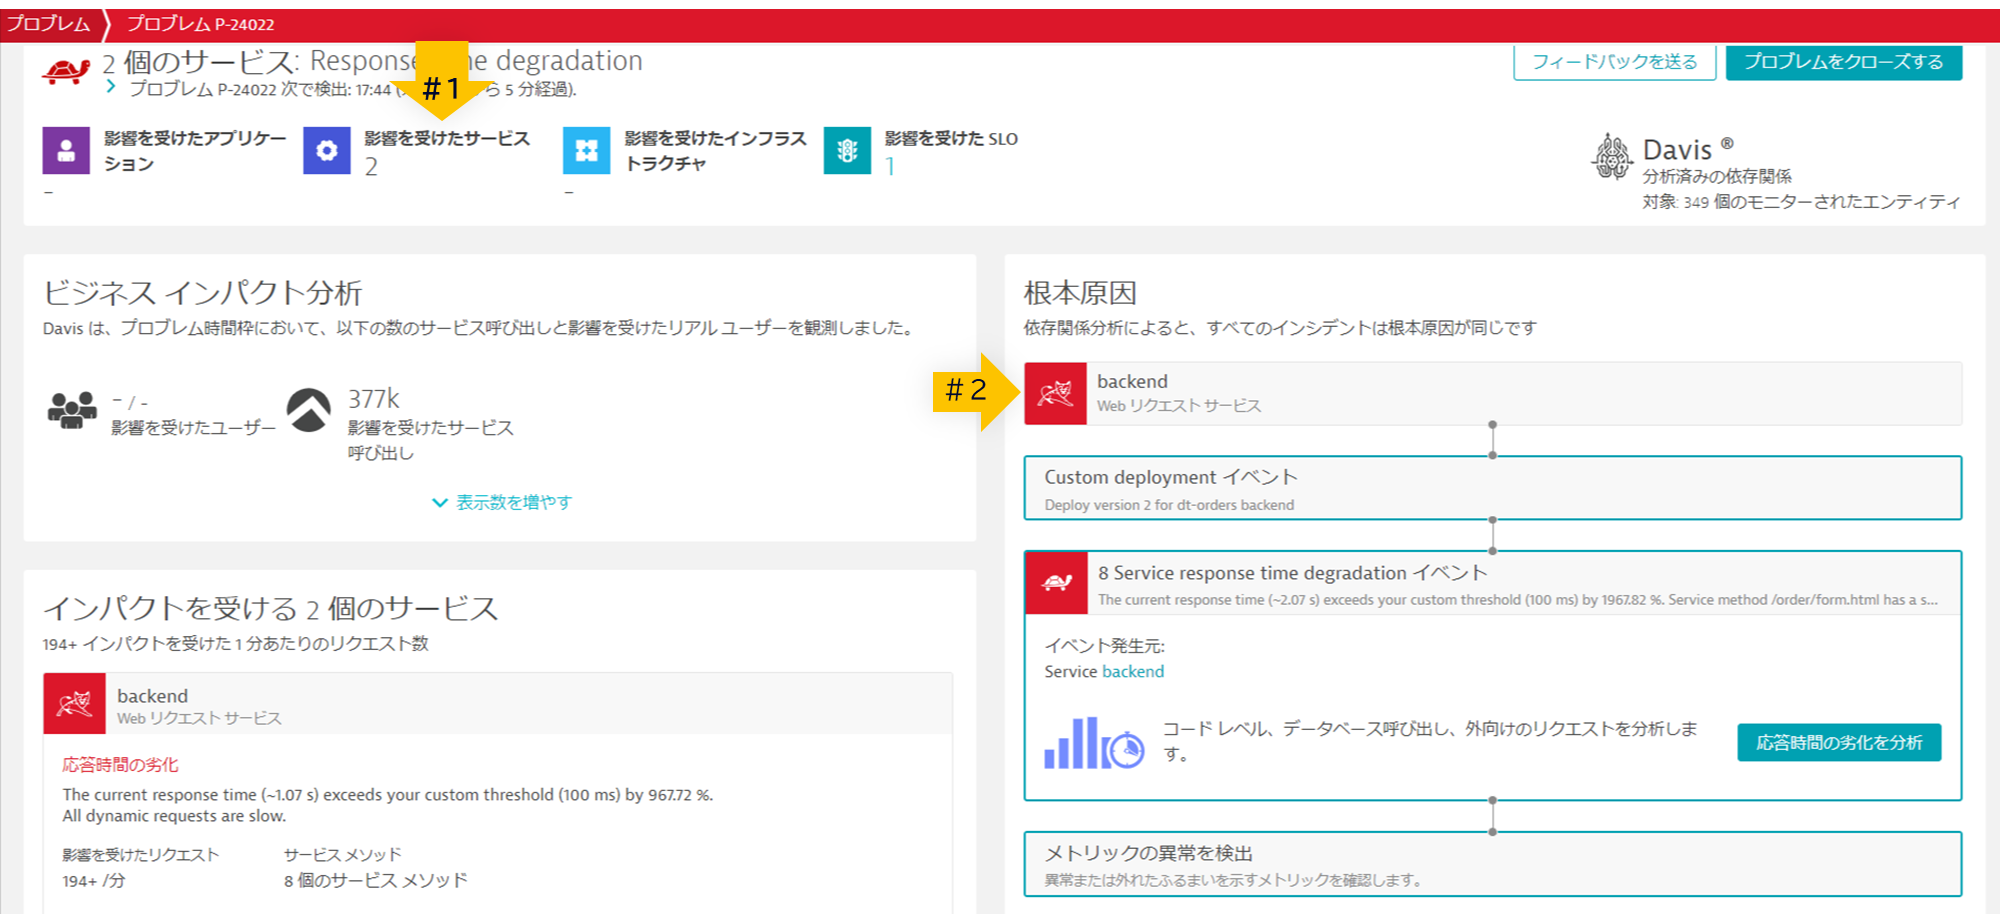 プロブレム
プロブレム P-24022
2 個のサービス: Response
me degradation
フィードバックを送る
プロブレムをクローズする
プロブレム P-24022 次で検出: 17:44 (
ら 5 分経過).
#1
影響を受けたアプリケー
ション
-
影響を受けたサービス
2
影響を受けたインフラス
トラクチャ
-
影響を受けた SLO
1
Davis ®
分析済みの依存関係
対象: 349 個のモニターされたエンティティ
ビジネス インパクト分析
Davis は、プロブレム時間枠において、以下の数のサービス呼び出しと影響を受けたリアル ユーザーを観測しました。
- / -
影響を受けたユーザー
377k
影響を受けたサービス
呼び出し
表示数を増やす
インパクトを受ける 2 個のサービス
194+ インパクトを受けた 1 分あたりのリクエスト数
backend
Web リクエスト サービス
応答時間の劣化
The current response time (~1.07 s) exceeds your custom threshold (100 ms) by 967.72 %.
All dynamic requests are slow.
影響を受けたリクエスト
194+ /分
サービス メソッド
8 個のサービス メソッド
根本原因
依存関係分析によると、すべてのインシデントは根本原因が同じです
#2
backend
Web リクエスト サービス
Custom deployment イベント
Deploy version 2 for dt-orders backend
8 Service response time degradation イベント
The current response time (~2.07 s) exceeds your custom threshold (100 ms) by 1967.82 %. Service method /order/form.html has a s...
イベント発生元:
Service backend
コード レベル、データベース呼び出し、外向けのリクエストを分析しま
す。
応答時間の劣化を分析
メトリックの異常を検出
異常または外れたふるまいを示すメトリックを確認します。